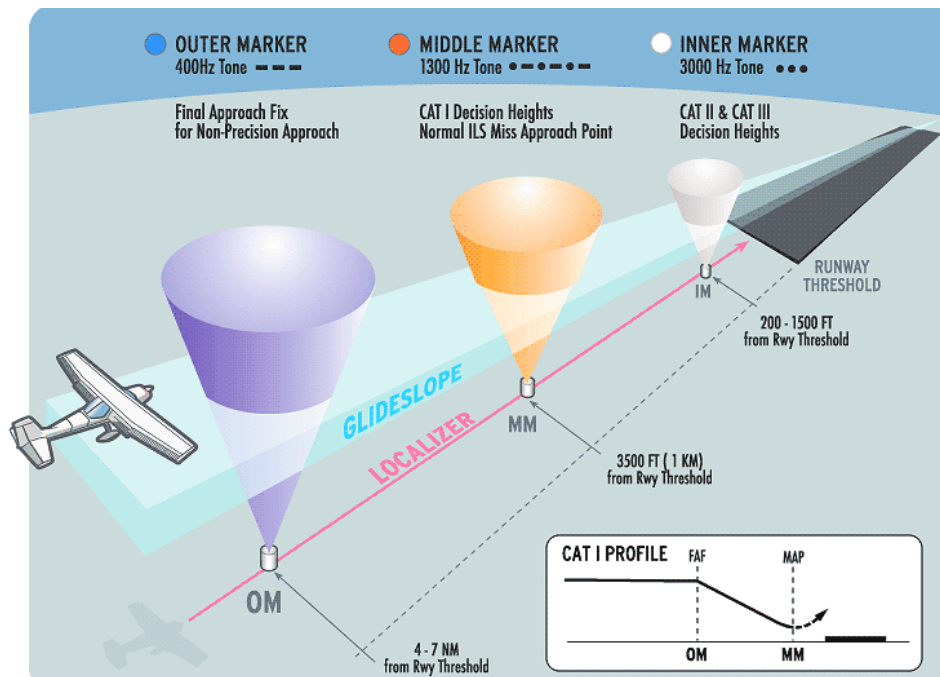 OUTER MARKER
400Hz Tone
Final Approach Fix
for Non-Precision Approach
MIDDLE MARKER
1300 Hz Tone
CAT I Decision Heights
Normal ILS Miss Approach Point
INNER MARKER
3000 Hz Tone
CAT II & CAT III
Decision Heights
RUNWAY
THRESHOLD
IM
200 - 1500 FT
from Rwy Threshold
GLIDESLOPE
LOCALIZER
MM
3500 FT ( 1 KM)
from Rwy Threshold
OM
4 - 7 NM
from Rwy Threshold
CAT I PROFILE
FAF
MAP
OM
MM